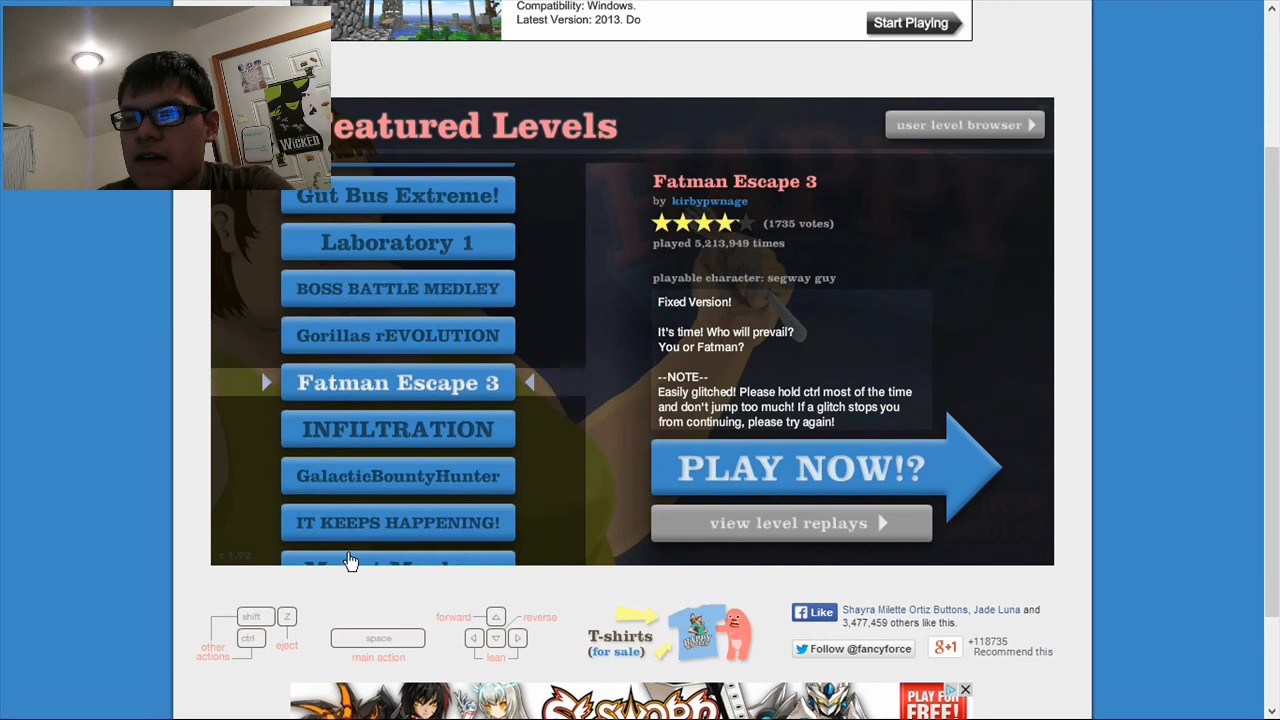 Compatibility: Windows.
Latest Version: 2013. Do
Start Playing
WICKED
eatured Levels
user level browser
Gut Bus Extreme!
Laboratory 1
BOSS BATTLE MEDLEY
Gorillas rEVOLUTION
Fatman Escape 3
INFILTRATION
GalacticBountyHunter
IT KEEPS HAPPENING!
v 1.72
Fatman Escape 3
by kirbypwnage
(1735 votes)
played 5,213,949 times
playable character: segway guy
Fixed Version!
It's time! Who will prevail?
You or Fatman?
--NOTE--
Easily glitched! Please hold ctrl most of the time
and don't jump too much! If a glitch stops you
from continuing, please try again!
PLAY NOW!?
view level replays
shift
Z
ctrl
eject
other
actions
space
main action
forward
reverse
lean
T-shirts
(for sale)
Like
Shayra Milette Ortiz Buttons, Jade Luna and
3,477,459 others like this.
Follow @fancyforce
+1
+118735
Recommend this
PLAY FOR
FREE!